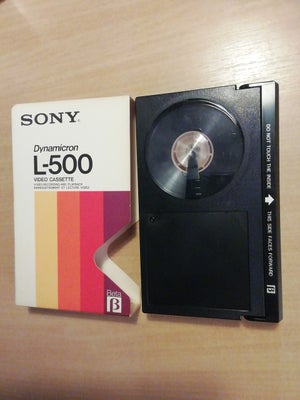 SONY
Dynamicron
L-500
VIDEO CASSETTE
VIDEO RECORDING AND PLAYBACK
ENREGISTREMENT ET LECTURE VIDEO
Beta
β
DO NOT TOUCH THE INSIDE
THIS SIDE FACES FORWARD
β